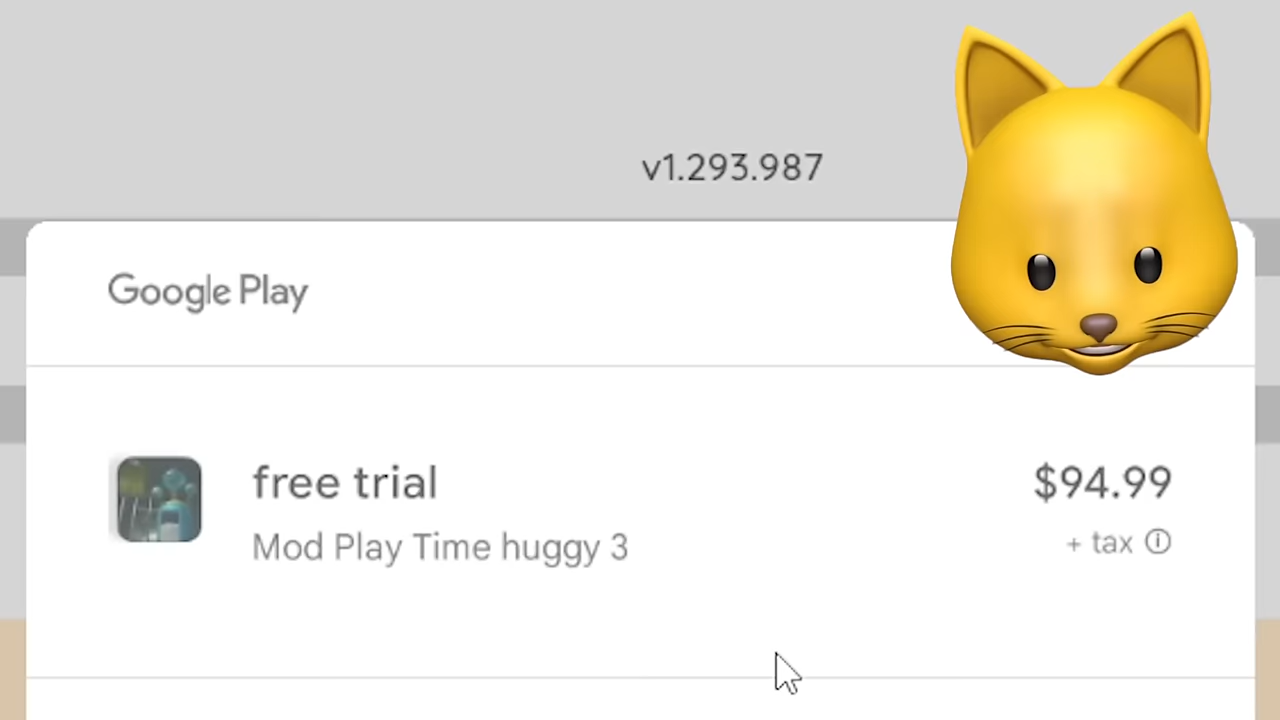 v1.293.987
Google Play
free trial
$94.99
Mod Play Time huggy 3
+ tax